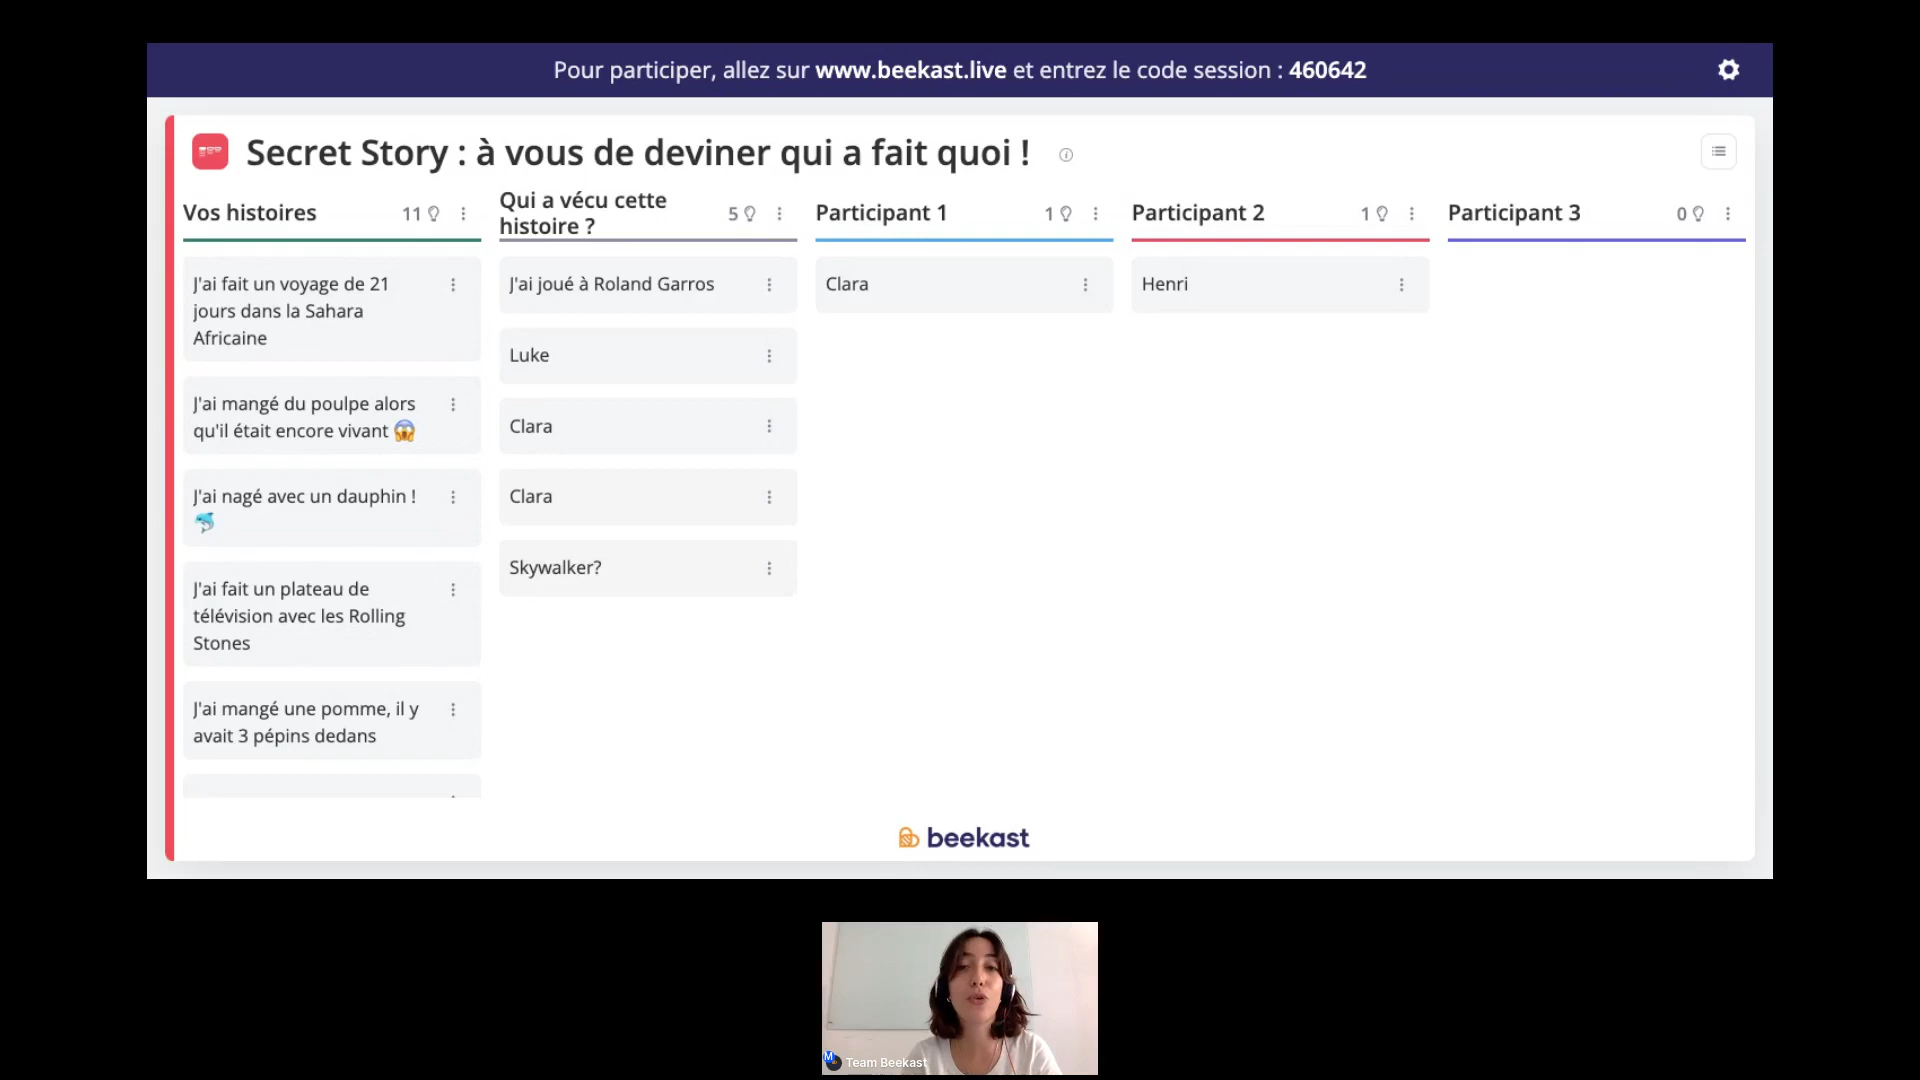 Pour participer, allez sur www.beekast.live et entrez le code session : 460642
Secret Story : à vous de deviner qui a fait quoi !
Vos histoires 11
J'ai fait un voyage de 21
jours dans la Sahara
Africaine
J'ai mangé du poulpe alors
qu'il était encore vivant 😱
J'ai nagé avec un dauphin !
🐬
J'ai fait un plateau de
télévision avec les Rolling
Stones
J'ai mangé une pomme, il y
avait 3 pépins dedans
Qui a vécu cette
histoire ? 5
J'ai joué à Roland Garros
Luke
Clara
Clara
Skywalker?
Participant 1 1
Clara
Participant 2 1
Henri
Participant 3 0
beekast
M
Team Beekast